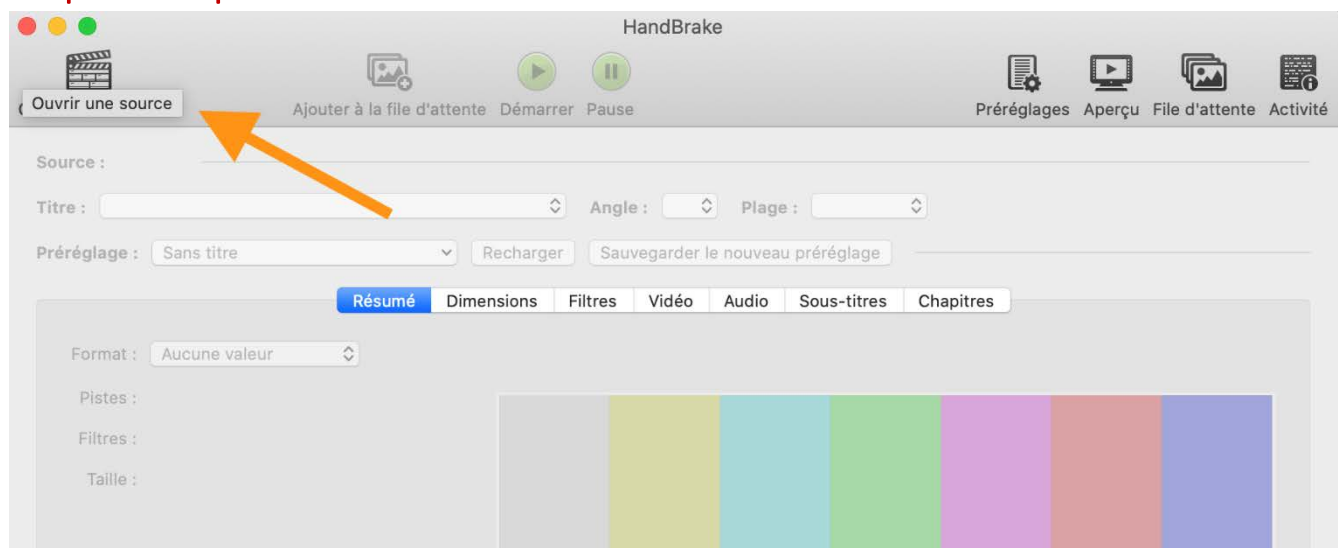 HandBrake
Ouvrir une source
Ajouter à la file d'attente Démarrer Pause
Préréglages Aperçu File d'attente Activité
Source :
Titre : Angle : Plage :
Préréglage : Sans titre Recharger Sauvegarder le nouveau préréglage
Résumé Dimensions Filtres Vidéo Audio Sous-titres Chapitres
Format : Aucune valeur
Pistes :
Filtres :
Taille :